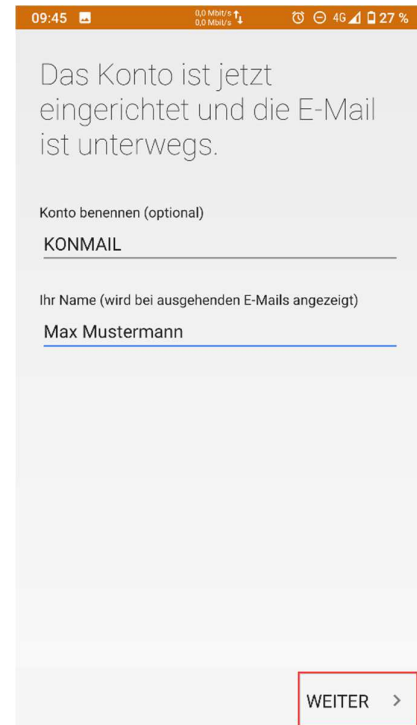 09:45 0,0 Mbit/s 4G 27 %
0,0 Mbit/s
Das Konto ist jetzt
eingerichtet und die E-Mail
ist unterwegs.
Konto benennen (optional)
KONMAIL
Ihr Name (wird bei ausgehenden E-Mails angezeigt)
Max Mustermann
WEITER